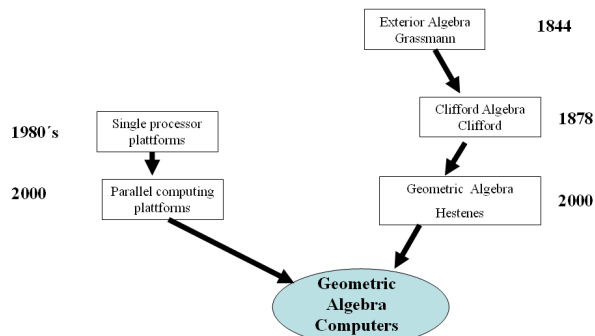 Exterior Algebra
Grassmann
1844
Clifford Algebra
Clifford
1878
1980´s
Single processor
plattforms
2000
Parallel computing
plattforms
Geometric Algebra
Hestenes
2000
Geometric
Algebra
Computers